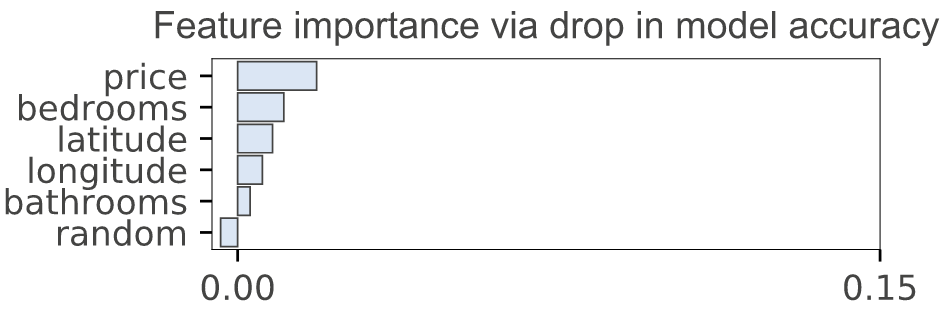 Feature importance via drop in model accuracy
price
bedrooms
latitude
longitude
bathrooms
random
0.00 0.15